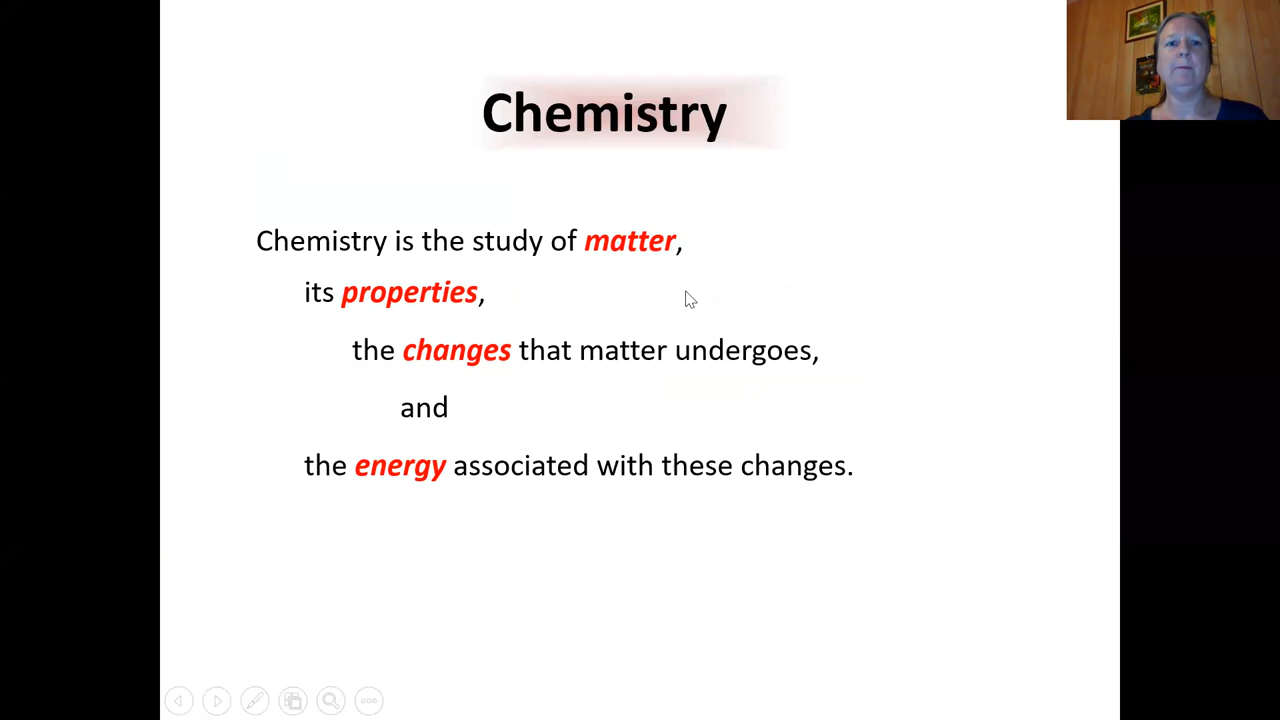 Chemistry
Chemistry is the study of matter,
its properties,
the changes that matter undergoes,
and
the energy associated with these changes.